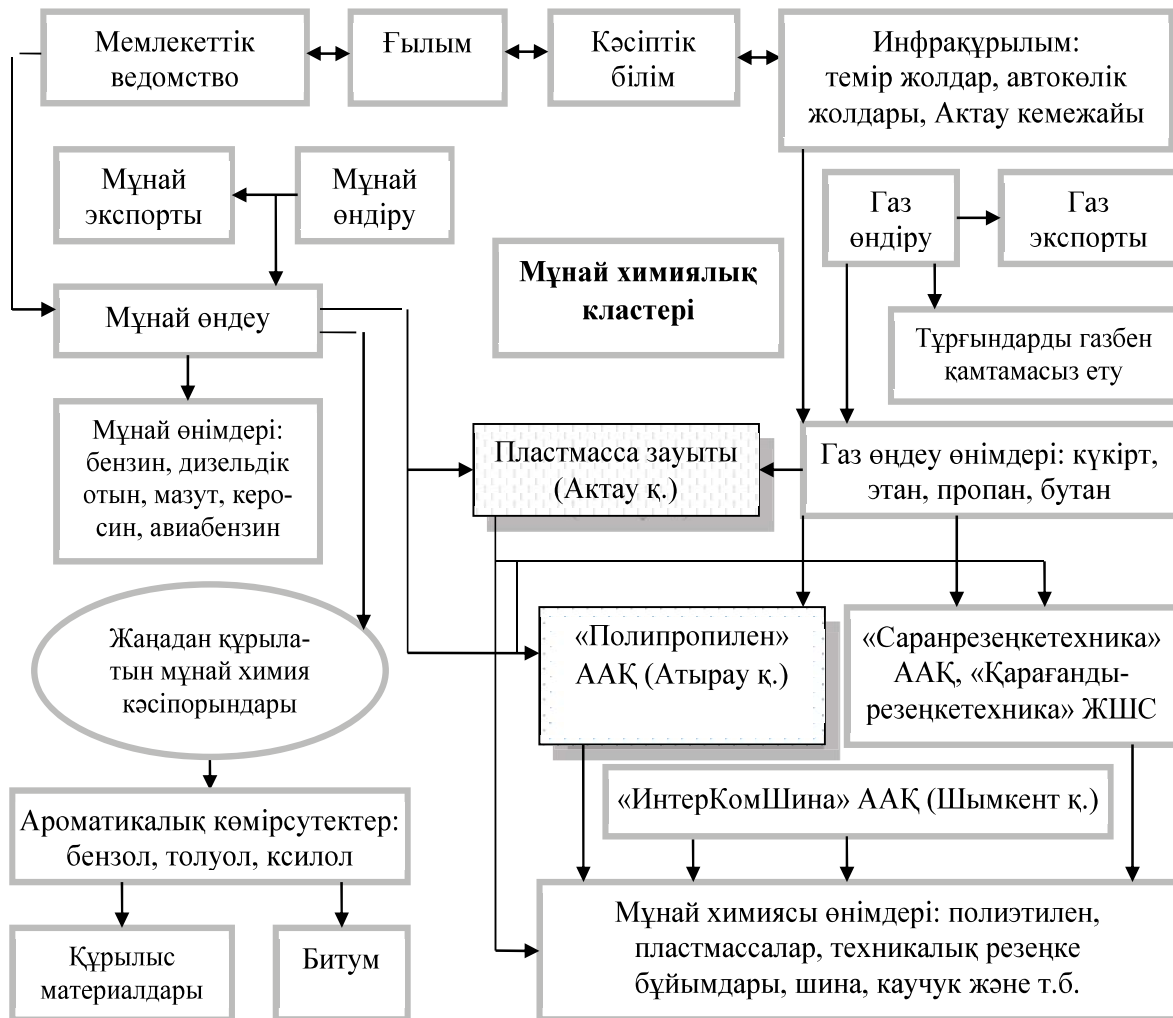 Мемлекеттік
ведомство
Ғылым
Кәсіптік
білім
Инфрақұрылым:
темір жолдар, автокөлік
жолдары, Актау кемежайы
Мұнай
экспорты
Мұнай
өндіру
Газ
өндіру
Газ
экспорты
Мұнай химиялық
кластері
Мұнай өндеу
Тұрғындарды газбен
қамтамасыз ету
Мұнай өнімдері:
бензин, дизельдік
отын, мазут, керо-
син, авиабензин
Пластмасса зауыты
(Актау қ.)
Газ өңдеу өнімдері: күкірт,
этан, пропан, бутан
Жаңадан құрыла-
тын мұнай химия
кәсіпорындары
«Полипропилен»
ААҚ (Атырау қ.)
«Саранрезеңкетехника»
ААҚ, «Қарағанды-
резеңкетехника» ЖШС
«ИнтерКомШина» ААҚ (Шымкент қ.)
Ароматикалық көмірсутектер:
бензол, толуол, ксилол
Құрылыс
материалдары
Битум
Мұнай химиясы өнімдері: полиэтилен,
пластмассалар, техникалық резеңке
бұйымдары, шина, каучук және т.б.